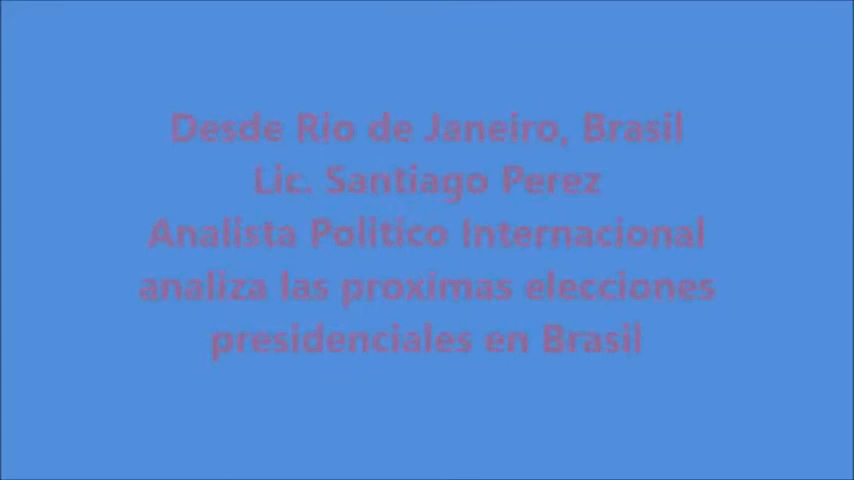 Desde Rio de Janeiro, Brasil
Lic. Santiago Perez
Analista Politico Internacional
analiza las proximas elecciones
presidenciales en Brasil